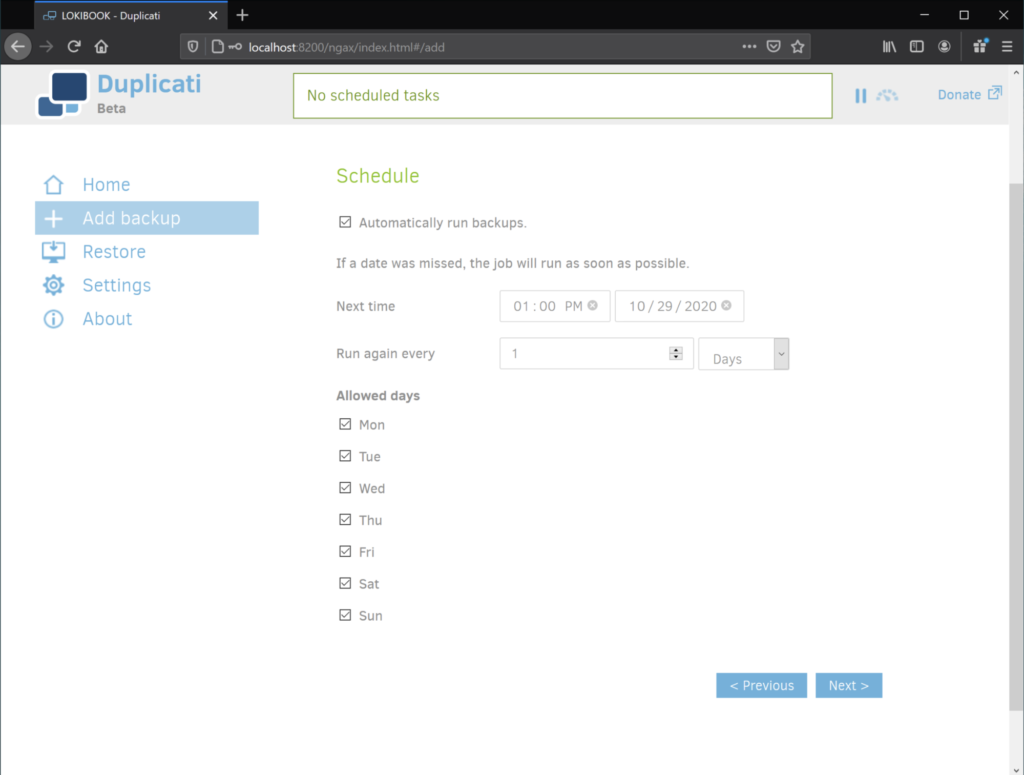 LOKIBOOK - Duplicati
localhost:8200/ngax/index.html#/add
Duplicati
Beta
No scheduled tasks
Donate
Home
Add backup
Restore
Settings
About
Schedule
Automatically run backups.
If a date was missed, the job will run as soon as possible.
Next time 01:00 PM 10/29/2020
Run again every 1 Days
Allowed days
Mon
Tue
Wed
Thu
Fri
Sat
Sun
< Previous Next >